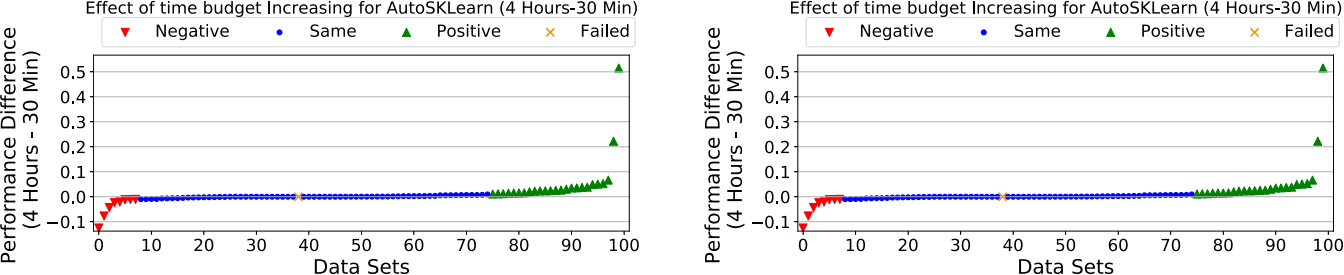 Effect of time budget Increasing for AutoSKLearn (4 Hours-30 Min)
Negative Same Positive Failed
Performance Difference
(4 Hours - 30 Min)
0.5
0.4
0.3
0.2
0.1
0.0
−0.1
0 10 20 30 40 50 60 70 80 90 100
Data Sets
Effect of time budget Increasing for AutoSKLearn (4 Hours-30 Min)
Negative Same Positive Failed
Performance Difference
(4 Hours - 30 Min)
0.5
0.4
0.3
0.2
0.1
0.0
−0.1
0 10 20 30 40 50 60 70 80 90 100
Data Sets